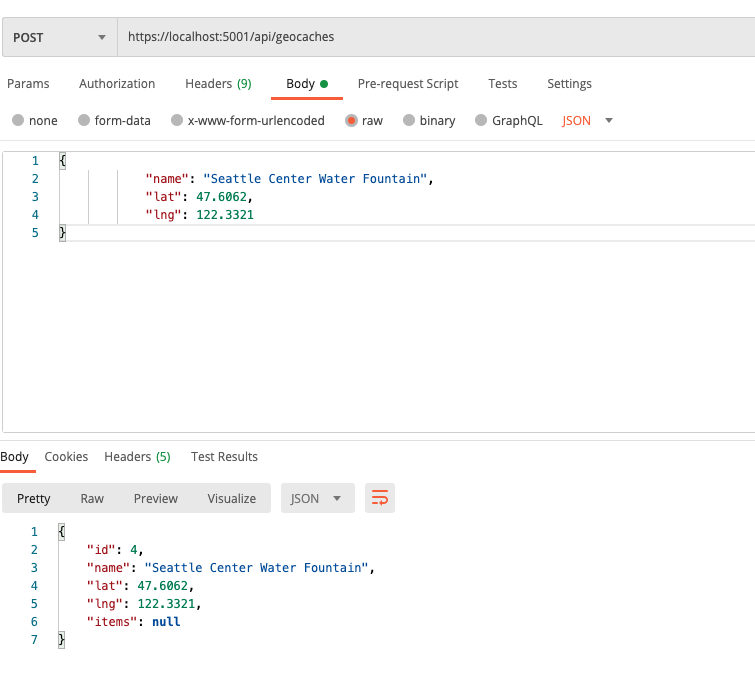 POST https://localhost:5001/api/geocaches
Params Authorization Headers (9) Body Pre-request Script Tests Settings
none form-data x-www-form-urlencoded raw binary GraphQL JSON
1 {
2 "name": "Seattle Center Water Fountain",
3 "lat": 47.6062,
4 "lng": 122.3321
5 }
Body Cookies Headers (5) Test Results
Pretty Raw Preview Visualize JSON
1 {
2 "id": 4,
3 "name": "Seattle Center Water Fountain",
4 "lat": 47.6062,
5 "lng": 122.3321,
6 "items": null
7 }